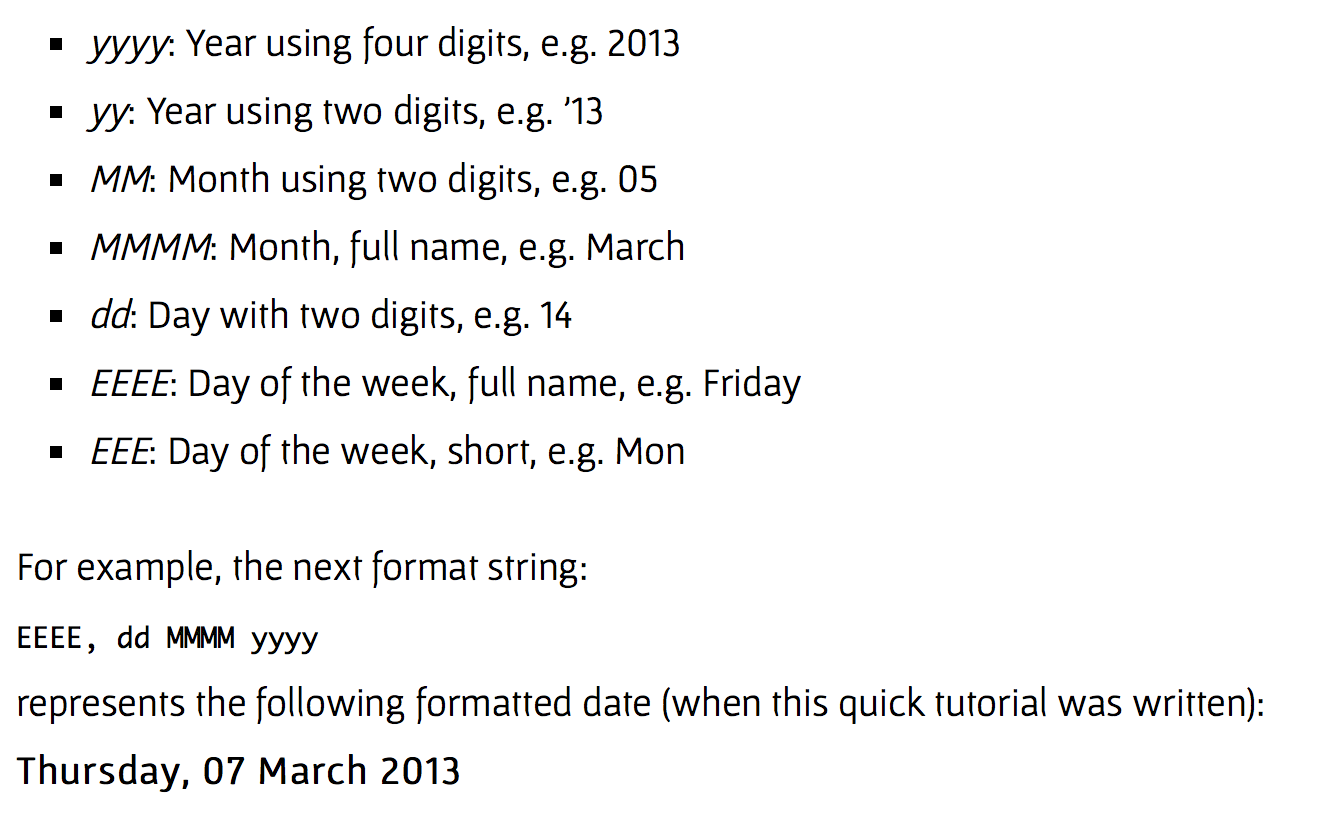 ▪ yyyy: Year using four digits, e.g. 2013
▪ yy: Year using two digits, e.g. ’13
▪ MM: Month using two digits, e.g. 05
▪ MMMM: Month, full name, e.g. March
▪ dd: Day with two digits, e.g. 14
▪ EEEE: Day of the week, full name, e.g. Friday
▪ EEE: Day of the week, short, e.g. Mon
For example, the next format string:
EEEE, dd MMMM yyyy
represents the following formatted date (when this quick tutorial was written):
Thursday, 07 March 2013